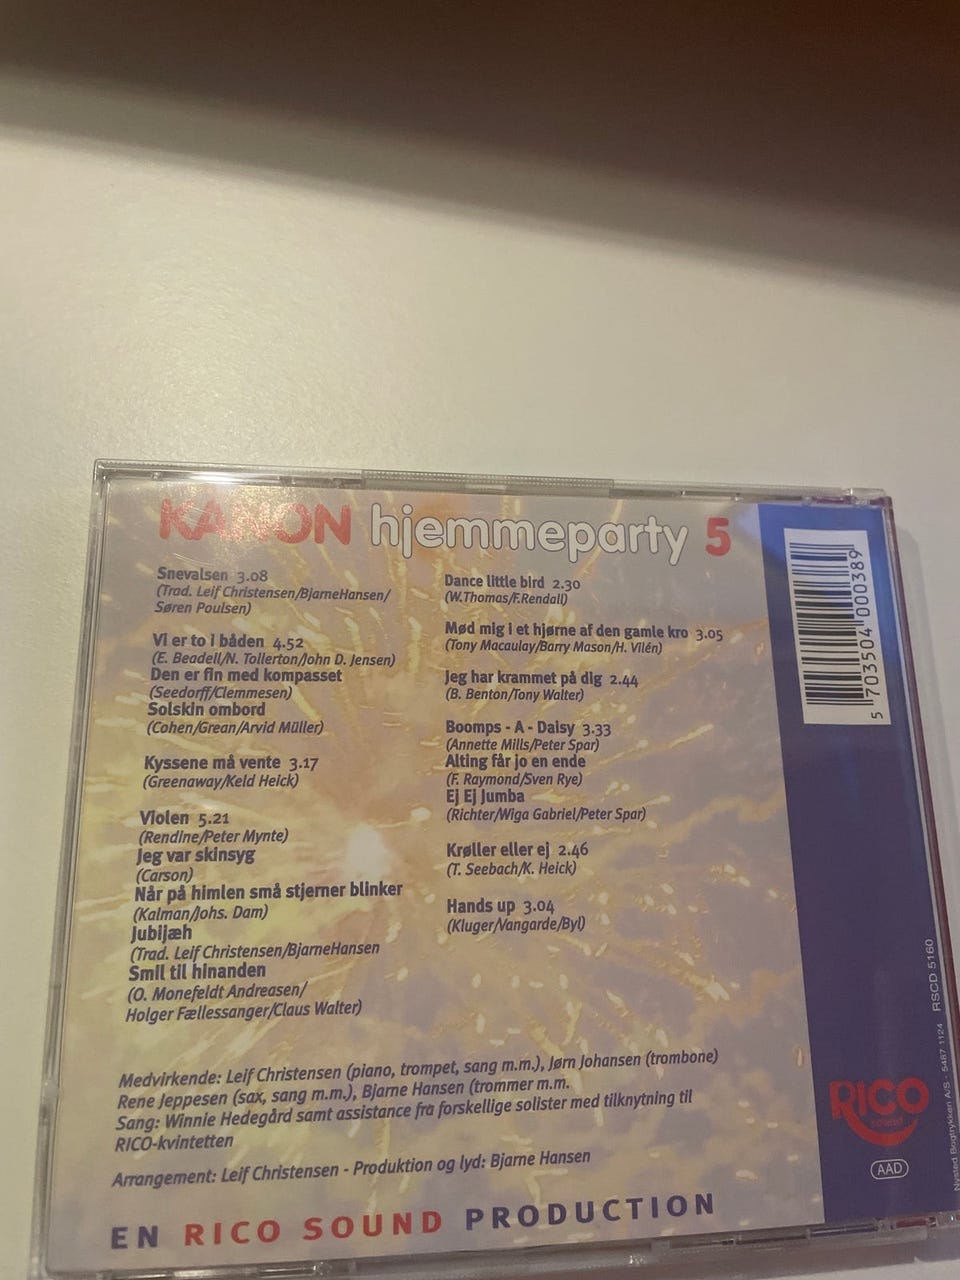 KANON hjemmeparty 5
Snevalsen 3.08
(Trad. Leif Christensen/BjarneHansen/
Søren Poulsen)
Vi er to i båden 4.52
(E. Beadell/N. Tollerton/John D. Jensen)
Den er fin med kompasset
(Seedorff/Clemmesen)
Solskin ombord
(Cohen/Grean/Arvid Müller)
Kyssene må vente 3.17
(Greenaway/Keld Heick)
Violen 5.21
(Rendine/Peter Mynte)
Jeg var skinsyg
(Carson)
Når på himlen små stjerner blinker
(Kalman/Johs. Dam)
Jubijæh
(Trad. Leif Christensen/BjarneHansen
Smil til hinanden
(O. Monefeldt Andreasen/
Holger Fællessanger/Claus Walter)
Dance little bird 2.30
(W.Thomas/F.Rendall)
Mød mig i et hjørne af den gamle kro 3.05
(Tony Macaulay/Barry Mason/H. Vilén)
Jeg har krammet på dig 2.44
(B. Benton/Tony Walter)
Boomps - A - Daisy 3.33
(Annette Mills/Peter Spar)
Alting får jo en ende
(F. Raymond/Sven Rye)
Ej Ej Jumba
(Richter/Wiga Gabriel/Peter Spar)
Krøller eller ej 2.46
(T. Seebach/K. Heick)
Hands up 3.04
(Kluger/Vangarde/Byl)
Medvirkende: Leif Christensen (piano, trompet, sang m.m.), Jørn Johansen (trombone)
Rene Jeppesen (sax, sang m.m.), Bjarne Hansen (trommer m.m.
Sang: Winnie Hedegård samt assistance fra forskellige solister med tilknytning til
RICO-kvintetten
Arrangement: Leif Christensen - Produktion og lyd: Bjarne Hansen
EN RICO SOUND PRODUCTION
5 703504 000389
RICO
sound
AAD
Nysted Bogtrykkeri A/S - 5487 1124 RSCD 5160